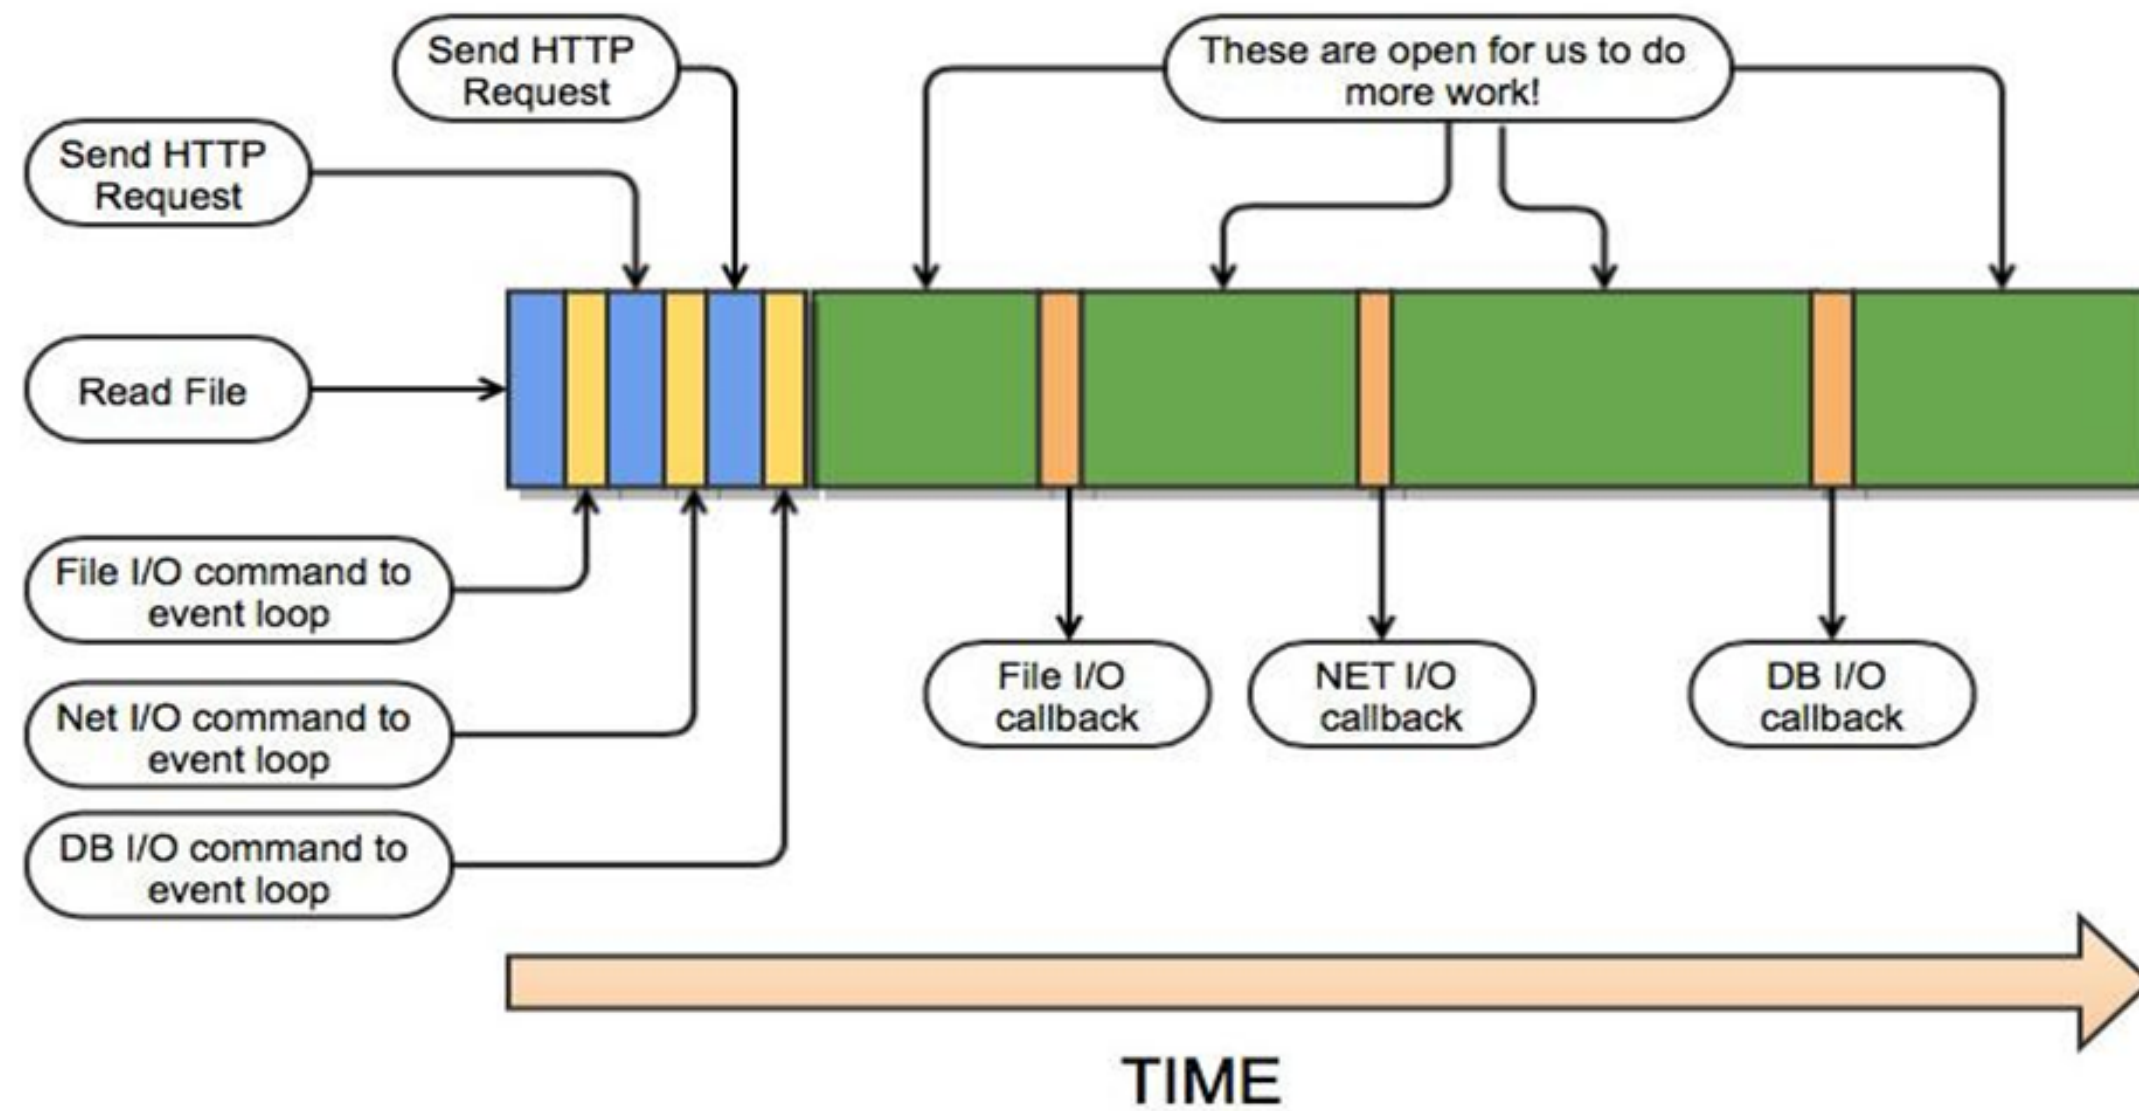 Send HTTP
Request
These are open for us to do
more work!
Send HTTP
Request
Read File
File I/O command to
event loop
Net I/O command to
event loop
DB I/O command to
event loop
File I/O
callback
NET I/O
callback
DB I/O
callback
TIME